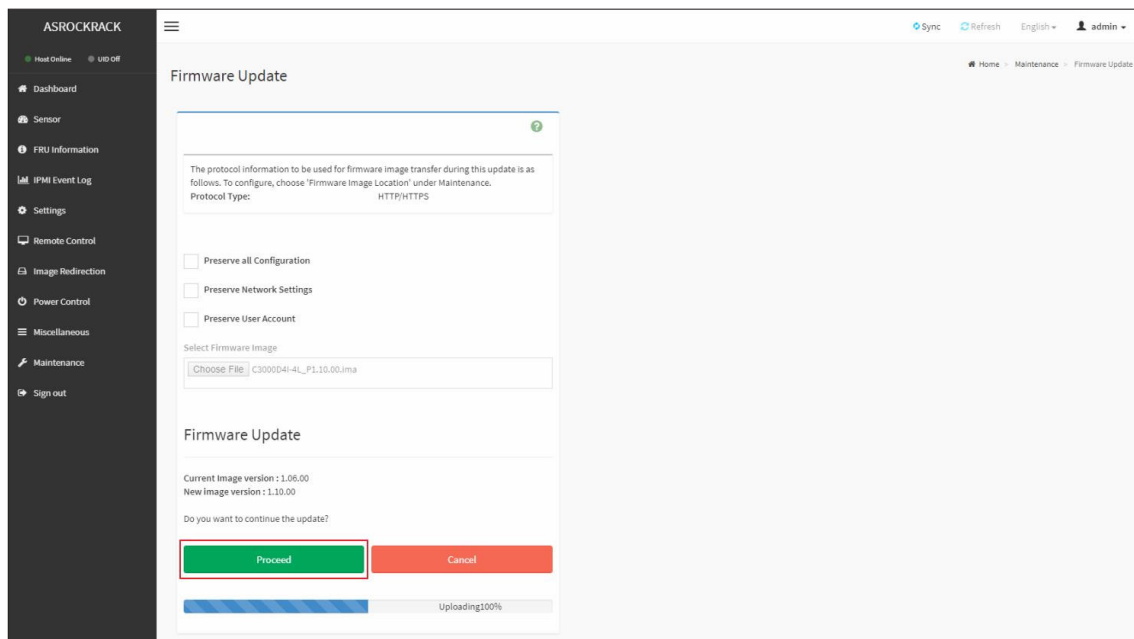 ASROCKRACK
Sync Refresh English admin
Host Online UID Off
Home > Maintenance > Firmware Update
Firmware Update
Dashboard
Sensor
FRU Information
IPMI Event Log
Settings
Remote Control
Image Redirection
Power Control
Miscellaneous
Maintenance
Sign out
?
The protocol information to be used for firmware image transfer during this update is as
follows. To configure, choose 'Firmware Image Location' under Maintenance.
Protocol Type: HTTP/HTTPS
Preserve all Configuration
Preserve Network Settings
Preserve User Account
Select Firmware Image
Choose File C3000D4I-4L_P1.10.00.ima
Firmware Update
Current Image version : 1.06.00
New image version : 1.10.00
Do you want to continue the update?
Proceed Cancel
Uploading100%